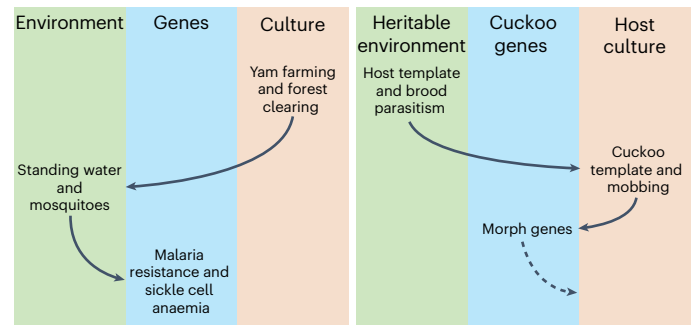 Environment
Genes
Culture
Yam farming
and forest
clearing
Standing water
and
mosquitoes
Malaria
resistance and
sickle cell
anaemia
Heritable
environment
Cuckoo
genes
Host
culture
Host template
and brood
parasitism
Cuckoo
template and
mobbing
Morph genes